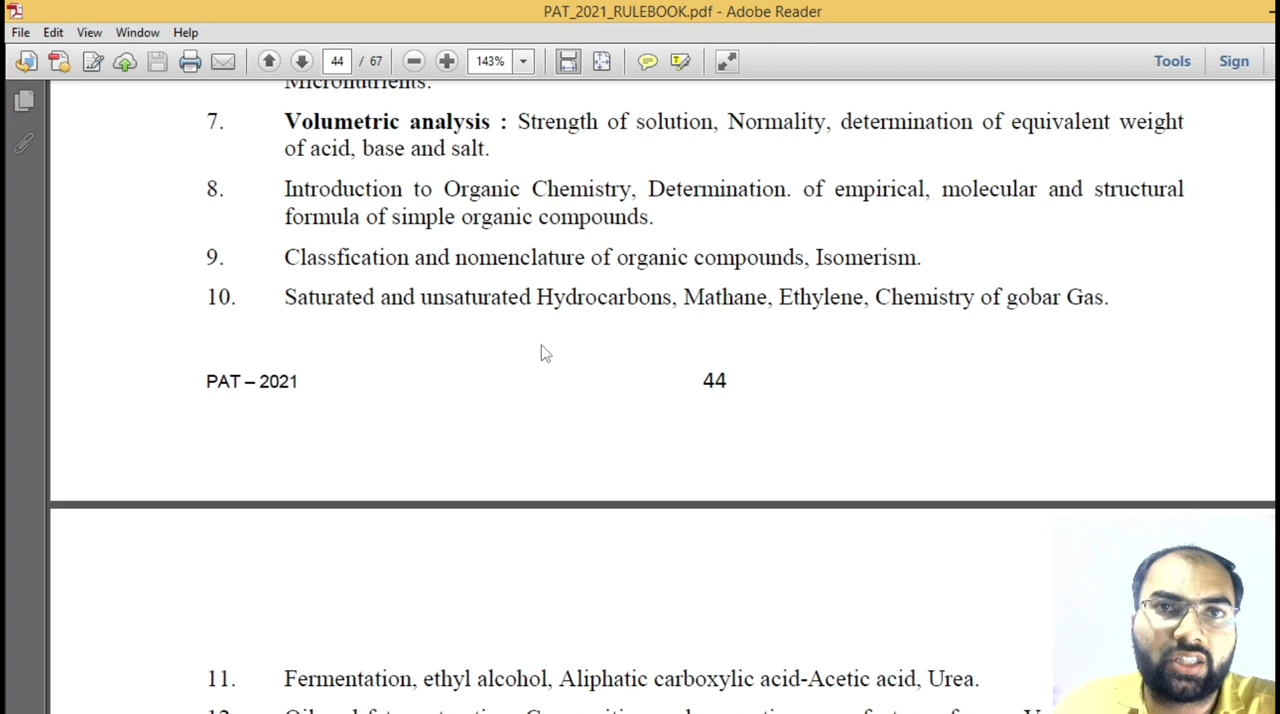 PAT_2021_RULEBOOK.pdf - Adobe Reader
File Edit View Window Help
44 / 67 143% Tools Sign
Micronutrients.
7. Volumetric analysis : Strength of solution, Normality, determination of equivalent weight
of acid, base and salt.
8. Introduction to Organic Chemistry, Determination. of empirical, molecular and structural
formula of simple organic compounds.
9. Classfication and nomenclature of organic compounds, Isomerism.
10. Saturated and unsaturated Hydrocarbons, Mathane, Ethylene, Chemistry of gobar Gas.
PAT – 2021 44
11. Fermentation, ethyl alcohol, Aliphatic carboxylic acid-Acetic acid, Urea.
12.